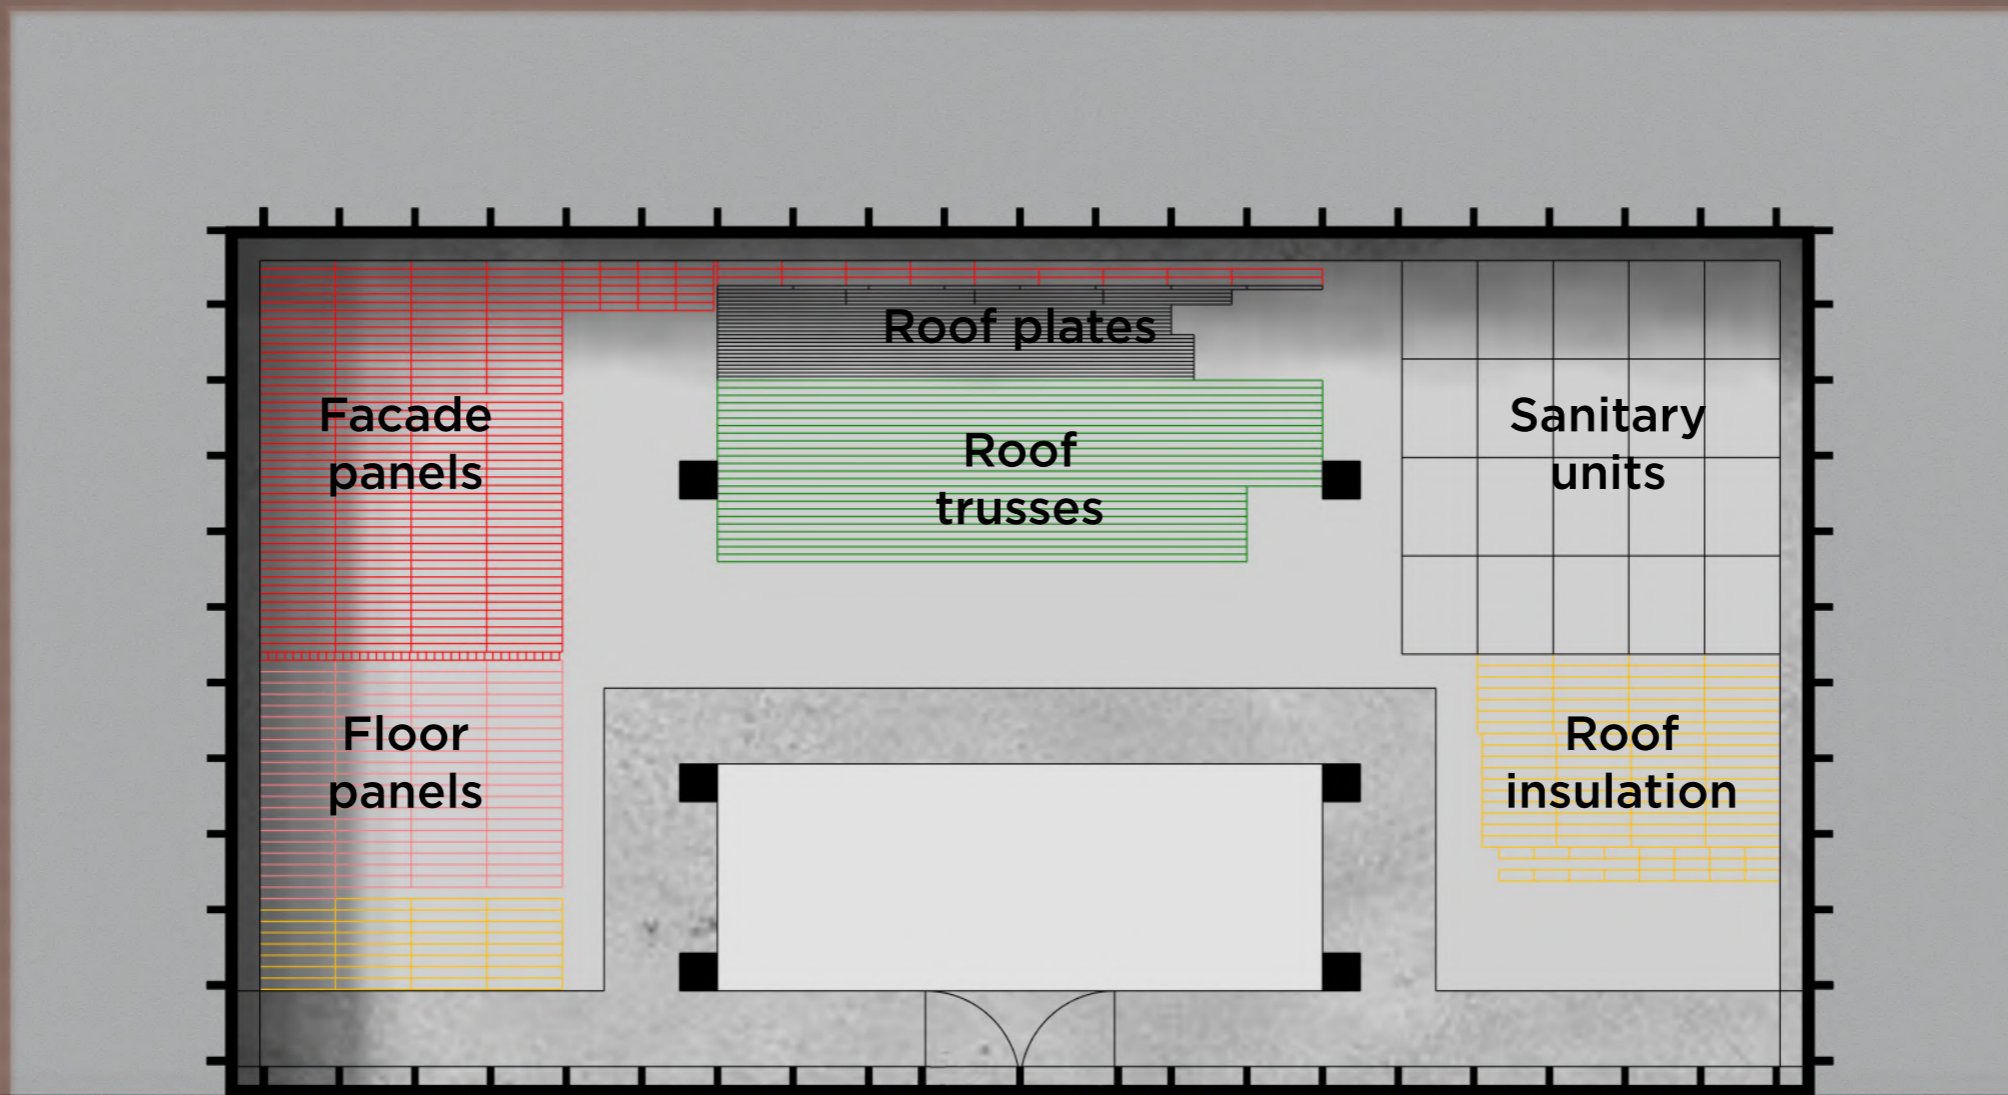 Roof plates
Facade
panels
Roof
trusses
Sanitary
units
Floor
panels
Roof
insulation